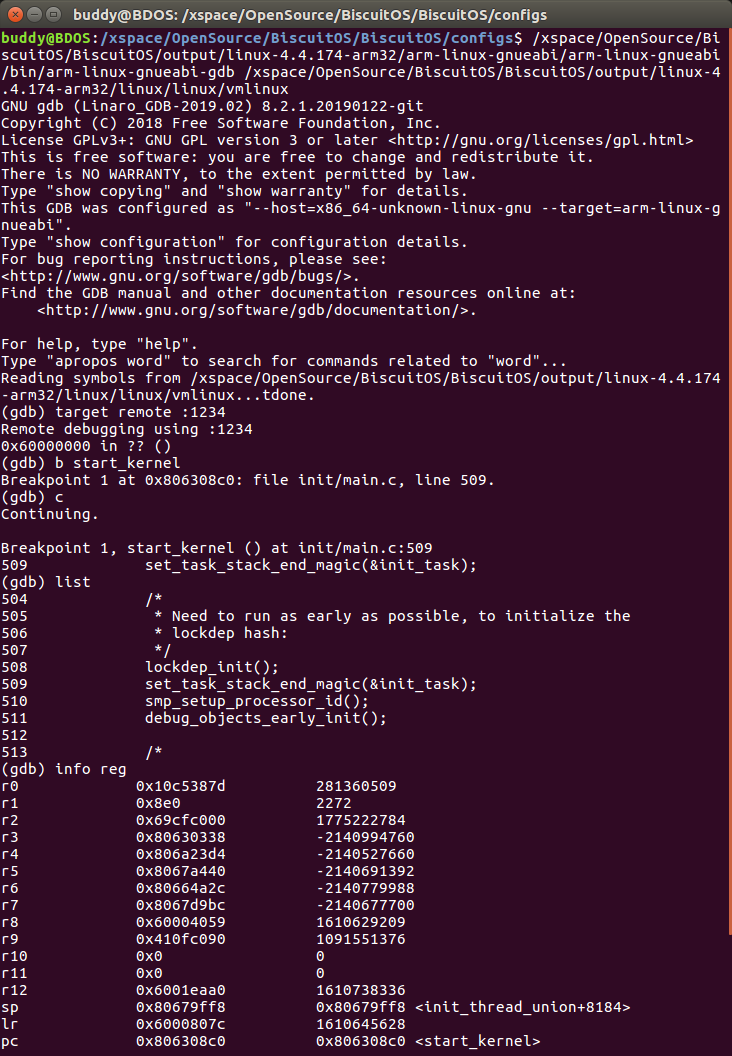 buddy@BDOS: /xspace/OpenSource/BiscuitOS/BiscuitOS/configs
buddy@BDOS:/xspace/OpenSource/BiscuitOS/BiscuitOS/configs$ /xspace/OpenSource/Bi
scuitOS/BiscuitOS/output/linux-4.4.174-arm32/arm-linux-gnueabi/arm-linux-gnueabi
/bin/arm-linux-gnueabi-gdb /xspace/OpenSource/BiscuitOS/BiscuitOS/output/linux-4
.4.174-arm32/linux/linux/vmlinux
GNU gdb (Linaro_GDB-2019.02) 8.2.1.20190122-git
Copyright (C) 2018 Free Software Foundation, Inc.
License GPLv3+: GNU GPL version 3 or later <http://gnu.org/licenses/gpl.html>
This is free software: you are free to change and redistribute it.
There is NO WARRANTY, to the extent permitted by law.
Type "show copying" and "show warranty" for details.
This GDB was configured as "--host=x86_64-unknown-linux-gnu --target=arm-linux-g
nueabi".
Type "show configuration" for configuration details.
For bug reporting instructions, please see:
<http://www.gnu.org/software/gdb/bugs/>.
Find the GDB manual and other documentation resources online at:
    <http://www.gnu.org/software/gdb/documentation/>.

For help, type "help".
Type "apropos word" to search for commands related to "word"...
Reading symbols from /xspace/OpenSource/BiscuitOS/BiscuitOS/output/linux-4.4.174
-arm32/linux/linux/vmlinux...tdone.
(gdb) target remote :1234
Remote debugging using :1234
0x60000000 in ?? ()
(gdb) b start_kernel
Breakpoint 1 at 0x806308c0: file init/main.c, line 509.
(gdb) c
Continuing.

Breakpoint 1, start_kernel () at init/main.c:509
509             set_task_stack_end_magic(&init_task);
(gdb) list
504             /*
505              * Need to run as early as possible, to initialize the
506              * lockdep hash:
507              */
508             lockdep_init();
509             set_task_stack_end_magic(&init_task);
510             smp_setup_processor_id();
511             debug_objects_early_init();
512
513             /*
(gdb) info reg
r0             0x10c5387d          281360509
r1             0x8e0               2272
r2             0x69cfc000          1775222784
r3             0x80630338          -2140994760
r4             0x806a23d4          -2140527660
r5             0x8067a440          -2140691392
r6             0x80664a2c          -2140779988
r7             0x8067d9bc          -2140677700
r8             0x60004059          1610629209
r9             0x410fc090          1091551376
r10            0x0                 0
r11            0x0                 0
r12            0x6001eaa0          1610738336
sp             0x80679ff8          0x80679ff8 <init_thread_union+8184>
lr             0x6000807c          1610645628
pc             0x806308c0          0x806308c0 <start_kernel>